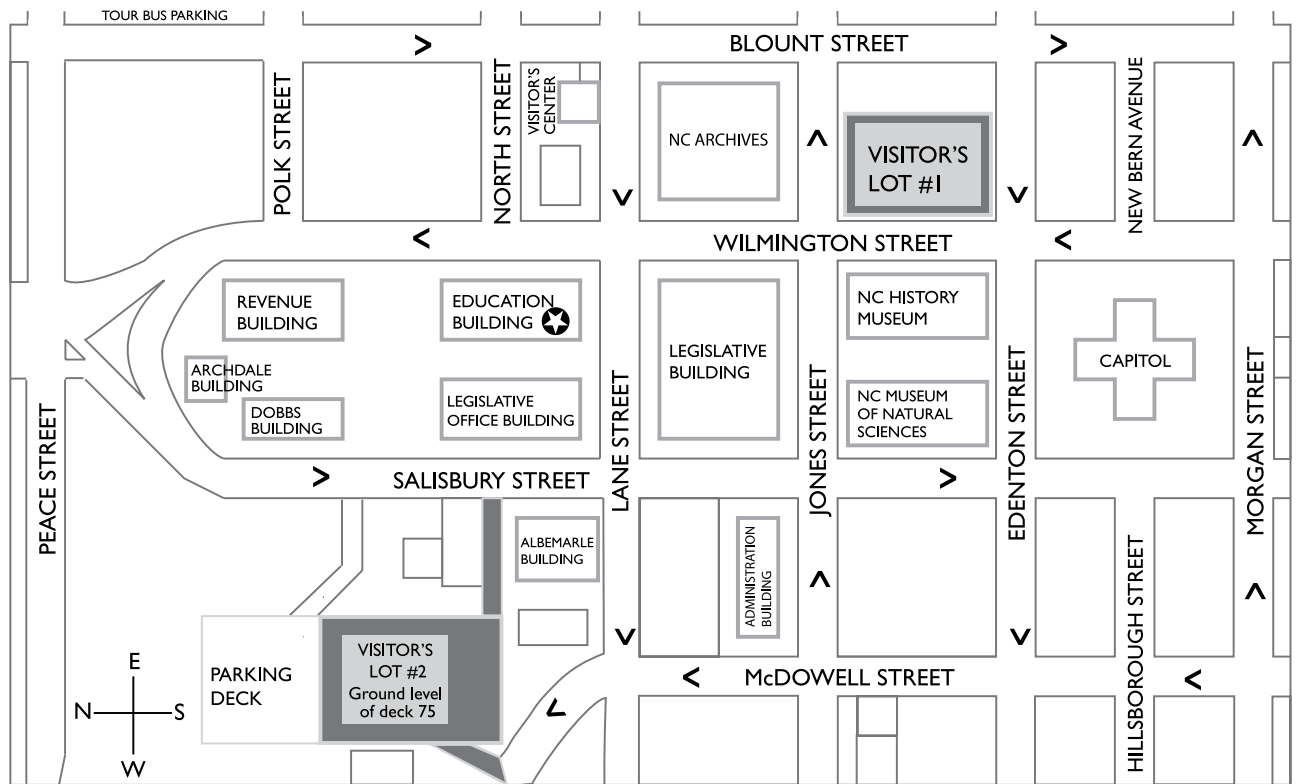 TOUR BUS PARKING
BLOUNT STREET
POLK STREET
NORTH STREET
VISITOR'S
CENTER
NC ARCHIVES
VISITOR'S
LOT #1
NEW BERN AVENUE
WILMINGTON STREET
REVENUE
BUILDING
EDUCATION
BUILDING
ARCHDALE
BUILDING
DOBBS
BUILDING
LEGISLATIVE
OFFICE BUILDING
LEGISLATIVE
BUILDING
NC HISTORY
MUSEUM
NC MUSEUM
OF NATURAL
SCIENCES
CAPITOL
PEACE STREET
LANE STREET
JONES STREET
EDENTON STREET
MORGAN STREET
SALISBURY STREET
ALBEMARLE
BUILDING
ADMINISTRATION
BUILDING
HILLSBOROUGH STREET
PARKING
DECK
VISITOR'S
LOT #2
Ground level
of deck 75
McDOWELL STREET
E
N
S
W